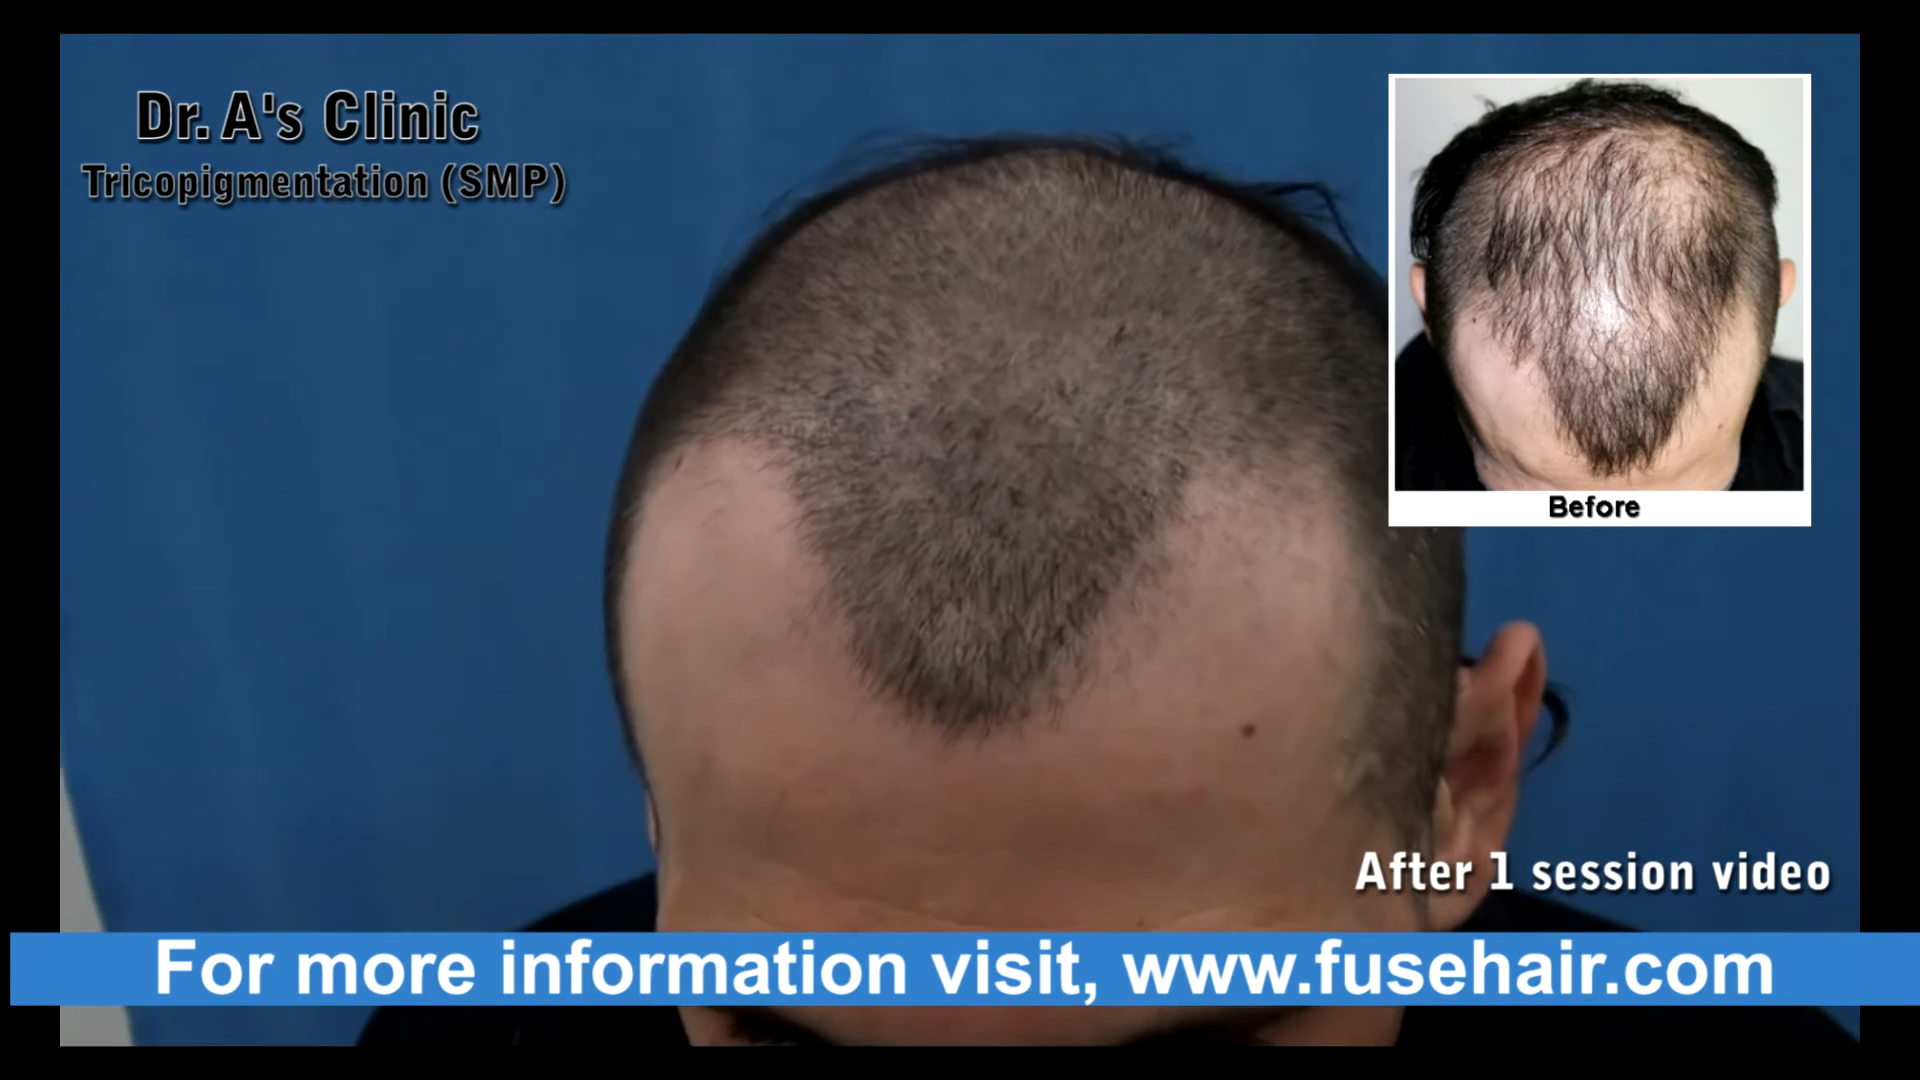 Dr. A's Clinic
Tricopigmentation (SMP)
Before
After 1 session video
For more information visit, www.fusehair.com